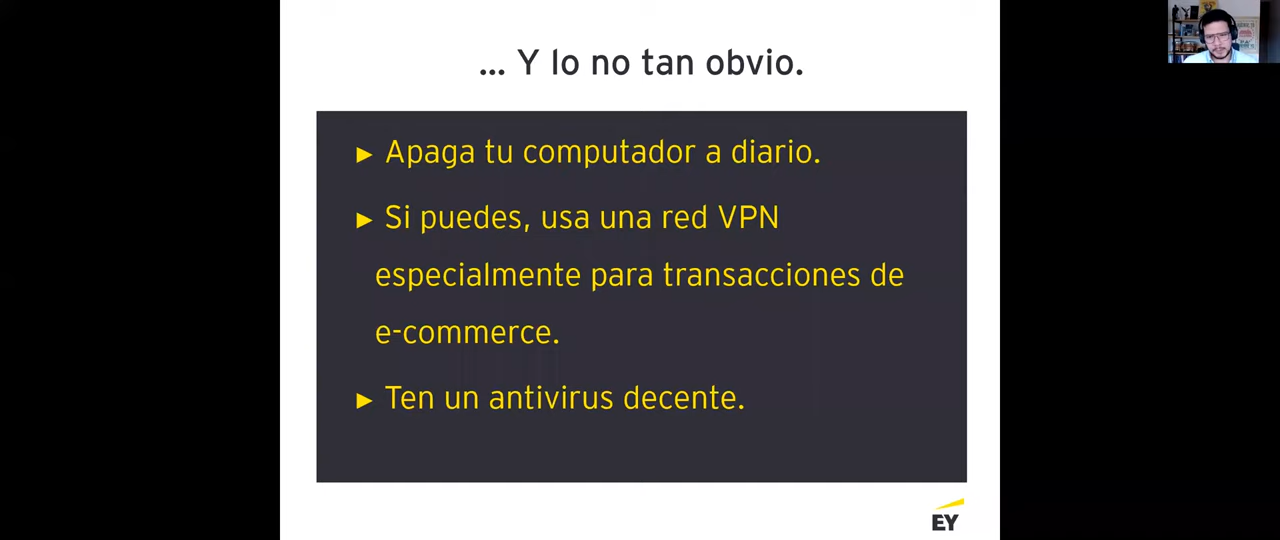 ... Y lo no tan obvio.
► Apaga tu computador a diario.
► Si puedes, usa una red VPN
especialmente para transacciones de
e-commerce.
► Ten un antivirus decente.
EY